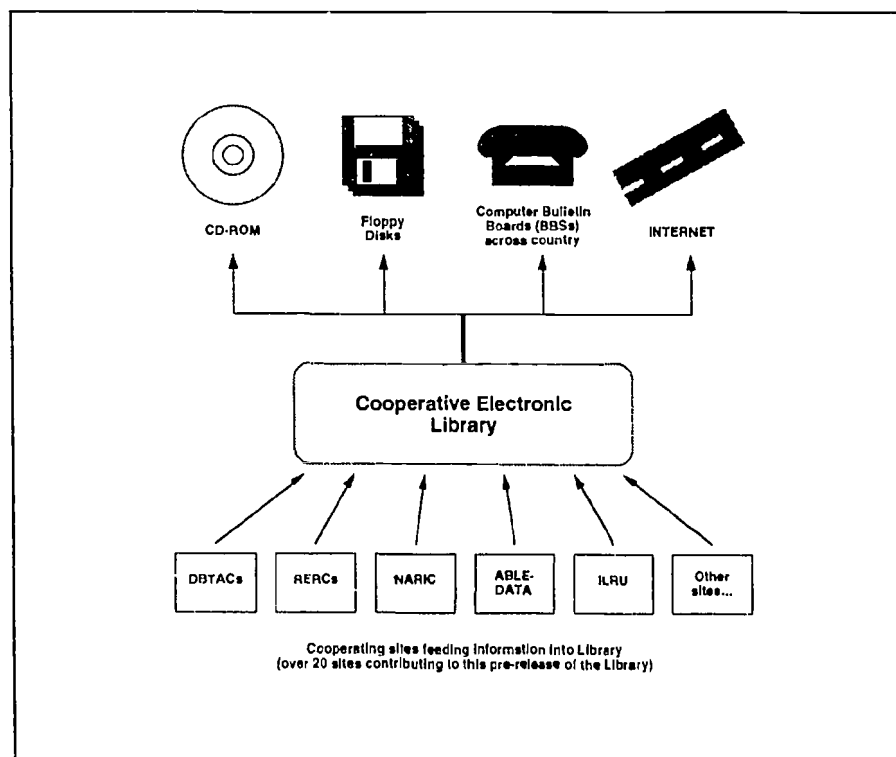 CD-ROM
Floppy
Disks
Computer Bulletin
Boards (BBSs)
across country
INTERNET
Cooperative Electronic
Library
DBTACs
RERCs
NARIC
ABLE-
DATA
ILRU
Other
sites...
Cooperating sites feeding information into Library
(over 20 sites contributing to this pre-release of the Library)